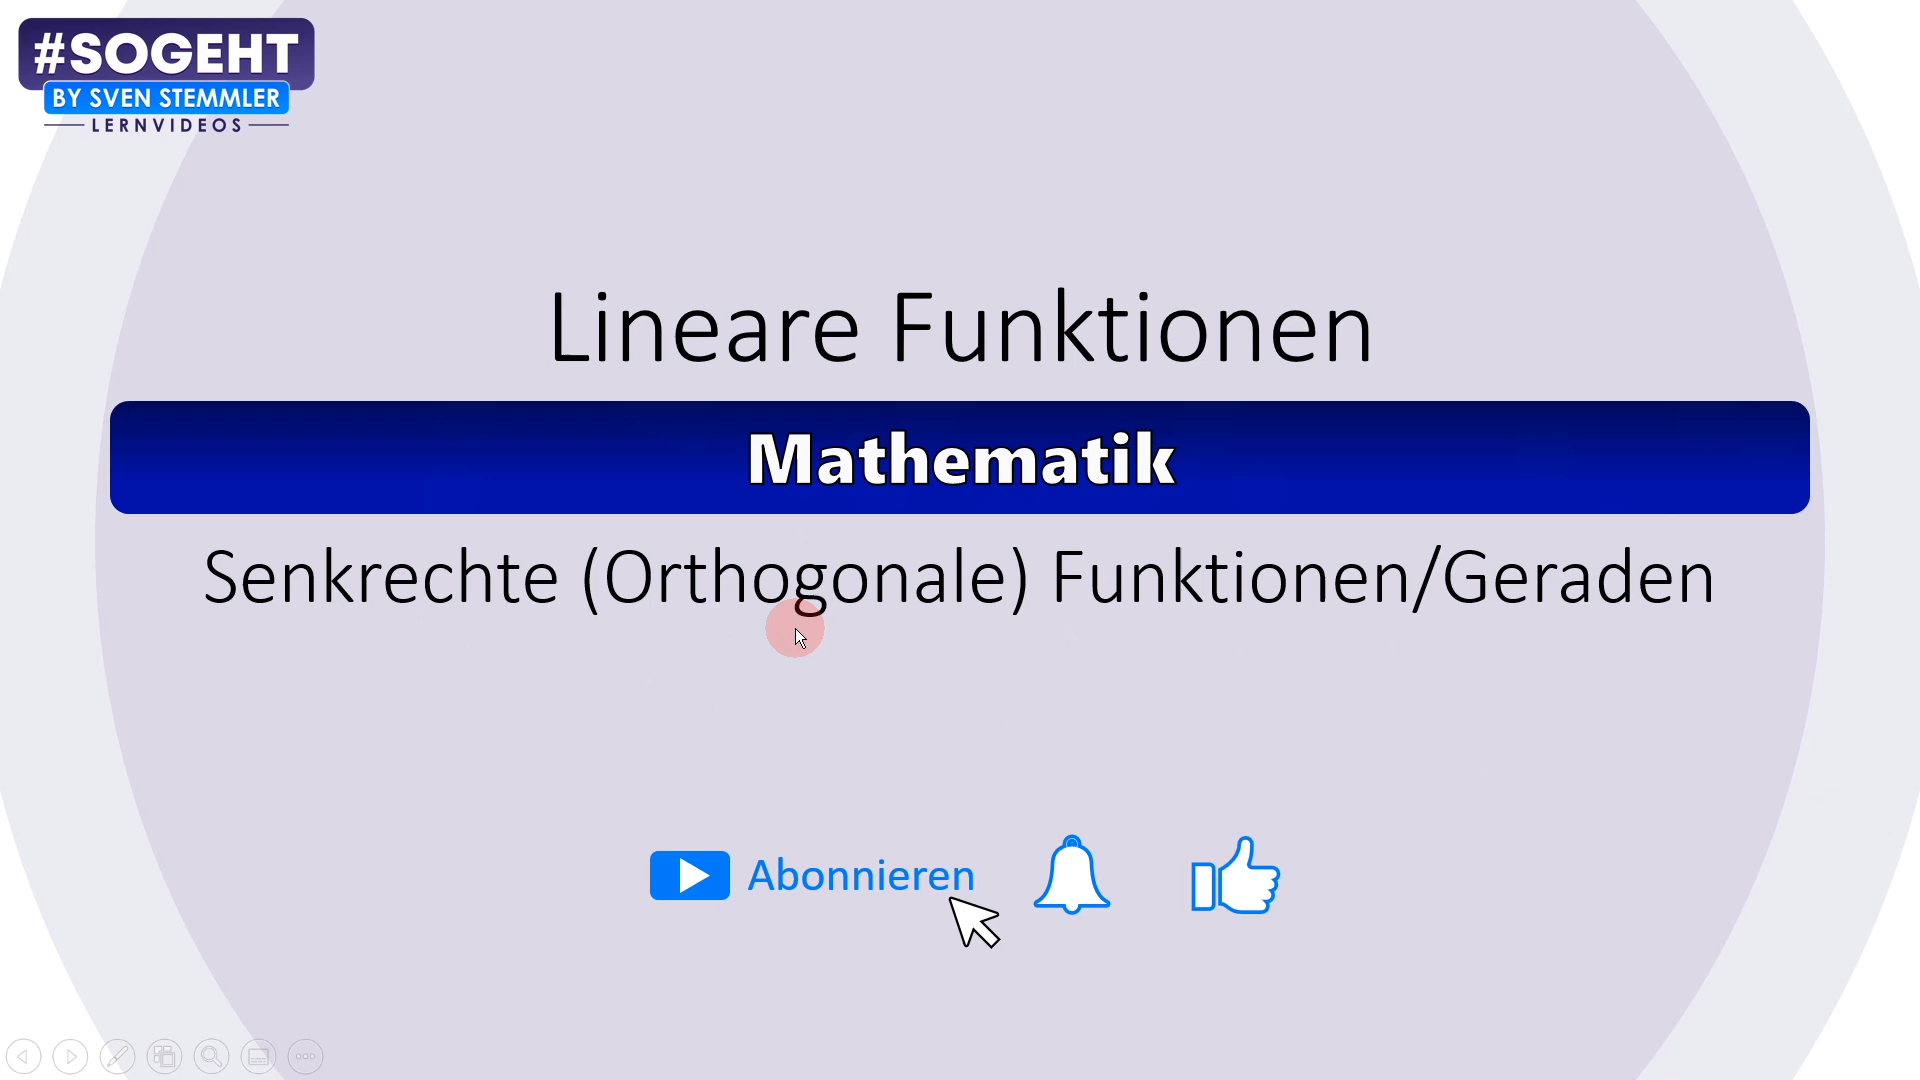 #SOGEHT
BY SVEN STEMMLER
LERNVIDEOS
Lineare Funktionen
Mathematik
Senkrechte (Orthogonale) Funktionen/Geraden
Abonnieren